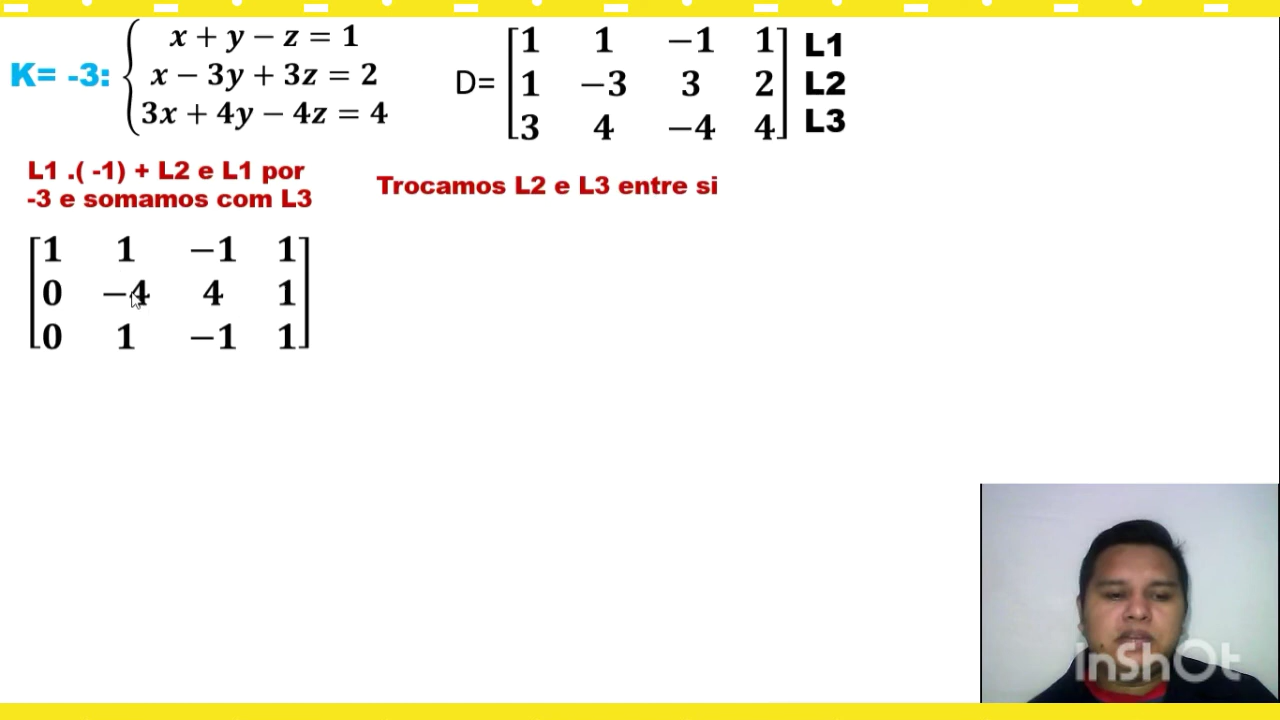 K= -3:
x + y − z = 1
x − 3y + 3z = 2
3x + 4y − 4z = 4
D=
1 1 −1 1 L1
1 −3 3 2 L2
3 4 −4 4 L3
L1 .( -1) + L2 e L1 por
-3 e somamos com L3
Trocamos L2 e L3 entre si
1 1 −1 1
0 −4 4 1
0 1 −1 1
InShOt